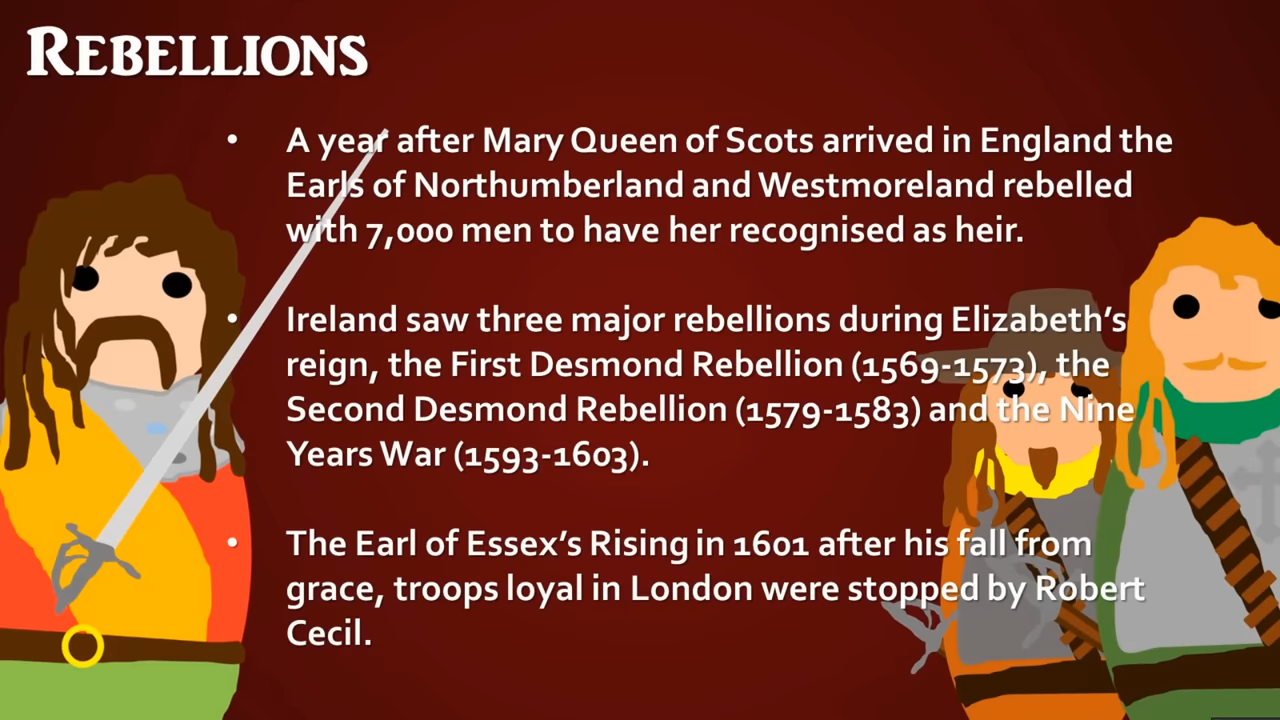 REBELLIONS
• A year after Mary Queen of Scots arrived in England the
Earls of Northumberland and Westmoreland rebelled
with 7,000 men to have her recognised as heir.
• Ireland saw three major rebellions during Elizabeth's
reign, the First Desmond Rebellion (1569-1573), the
Second Desmond Rebellion (1579-1583) and the Nine
Years War (1593-1603).
• The Earl of Essex's Rising in 1601 after his fall from
grace, troops loyal in London were stopped by Robert
Cecil.